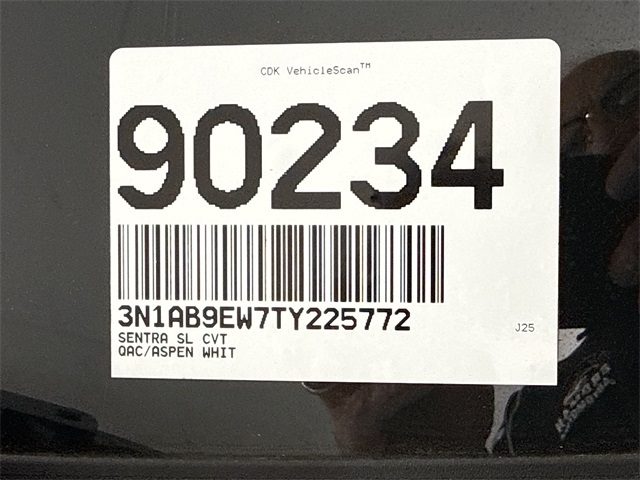 CDK VehicleScan™
90234
3N1AB9EW7TY225772
SENTRA SL CVT
J25
QAC/ASPEN WHIT